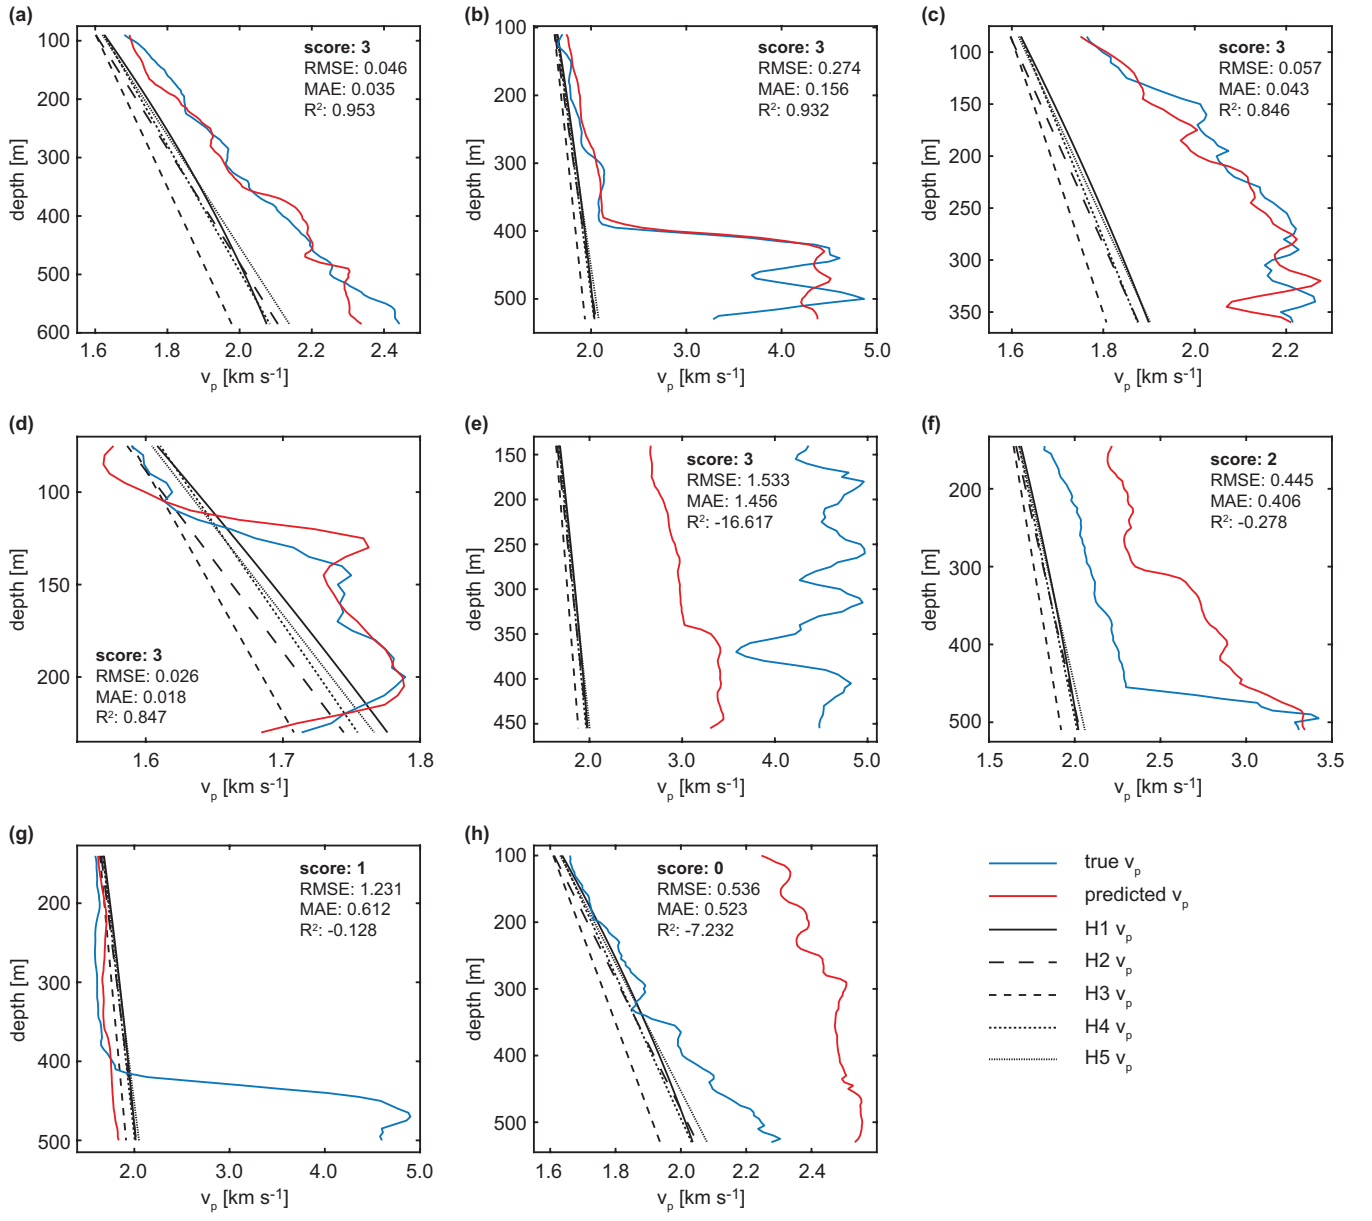 (a)
score: 3
RMSE: 0.046
MAE: 0.035
R²: 0.953
100
200
300
400
500
600
depth [m]
1.6 1.8 2.0 2.2 2.4
vₚ [km s⁻¹]
(b)
score: 3
RMSE: 0.274
MAE: 0.156
R²: 0.932
100
200
300
400
500
depth [m]
2.0 3.0 4.0 5.0
vₚ [km s⁻¹]
(c)
score: 3
RMSE: 0.057
MAE: 0.043
R²: 0.846
100
150
200
250
300
350
depth [m]
1.6 1.8 2.0 2.2
vₚ [km s⁻¹]
(d)
score: 3
RMSE: 0.026
MAE: 0.018
R²: 0.847
100
150
200
depth [m]
1.6 1.7 1.8
vₚ [km s⁻¹]
(e)
score: 3
RMSE: 1.533
MAE: 1.456
R²: -16.617
150
200
250
300
350
400
450
depth [m]
2.0 3.0 4.0 5.0
vₚ [km s⁻¹]
(f)
score: 2
RMSE: 0.445
MAE: 0.406
R²: -0.278
200
300
400
500
depth [m]
1.5 2.0 2.5 3.0 3.5
vₚ [km s⁻¹]
(g)
score: 1
RMSE: 1.231
MAE: 0.612
R²: -0.128
200
300
400
500
depth [m]
2.0 3.0 4.0 5.0
vₚ [km s⁻¹]
(h)
score: 0
RMSE: 0.536
MAE: 0.523
R²: -7.232
100
200
300
400
500
depth [m]
1.6 1.8 2.0 2.2 2.4
vₚ [km s⁻¹]
true vₚ
predicted vₚ
H1 vₚ
H2 vₚ
H3 vₚ
H4 vₚ
H5 vₚ